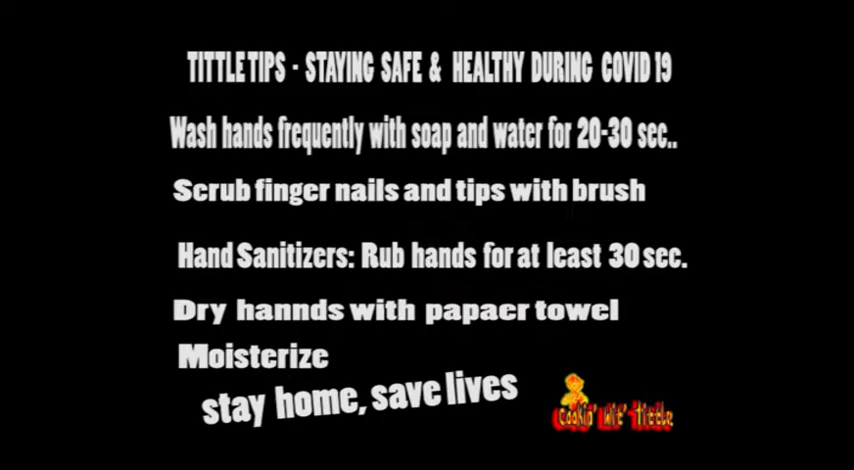 TITTLE TIPS - STAYING SAFE & HEALTHY DURING COVID 19
Wash hands frequently with soap and water for 20-30 sec..
Scrub finger nails and tips with brush
Hand Sanitizers: Rub hands for at least 30 sec.
Dry hannds with papaer towel
Moisterize
stay home, save lives
Cookin' Wit' Tittle